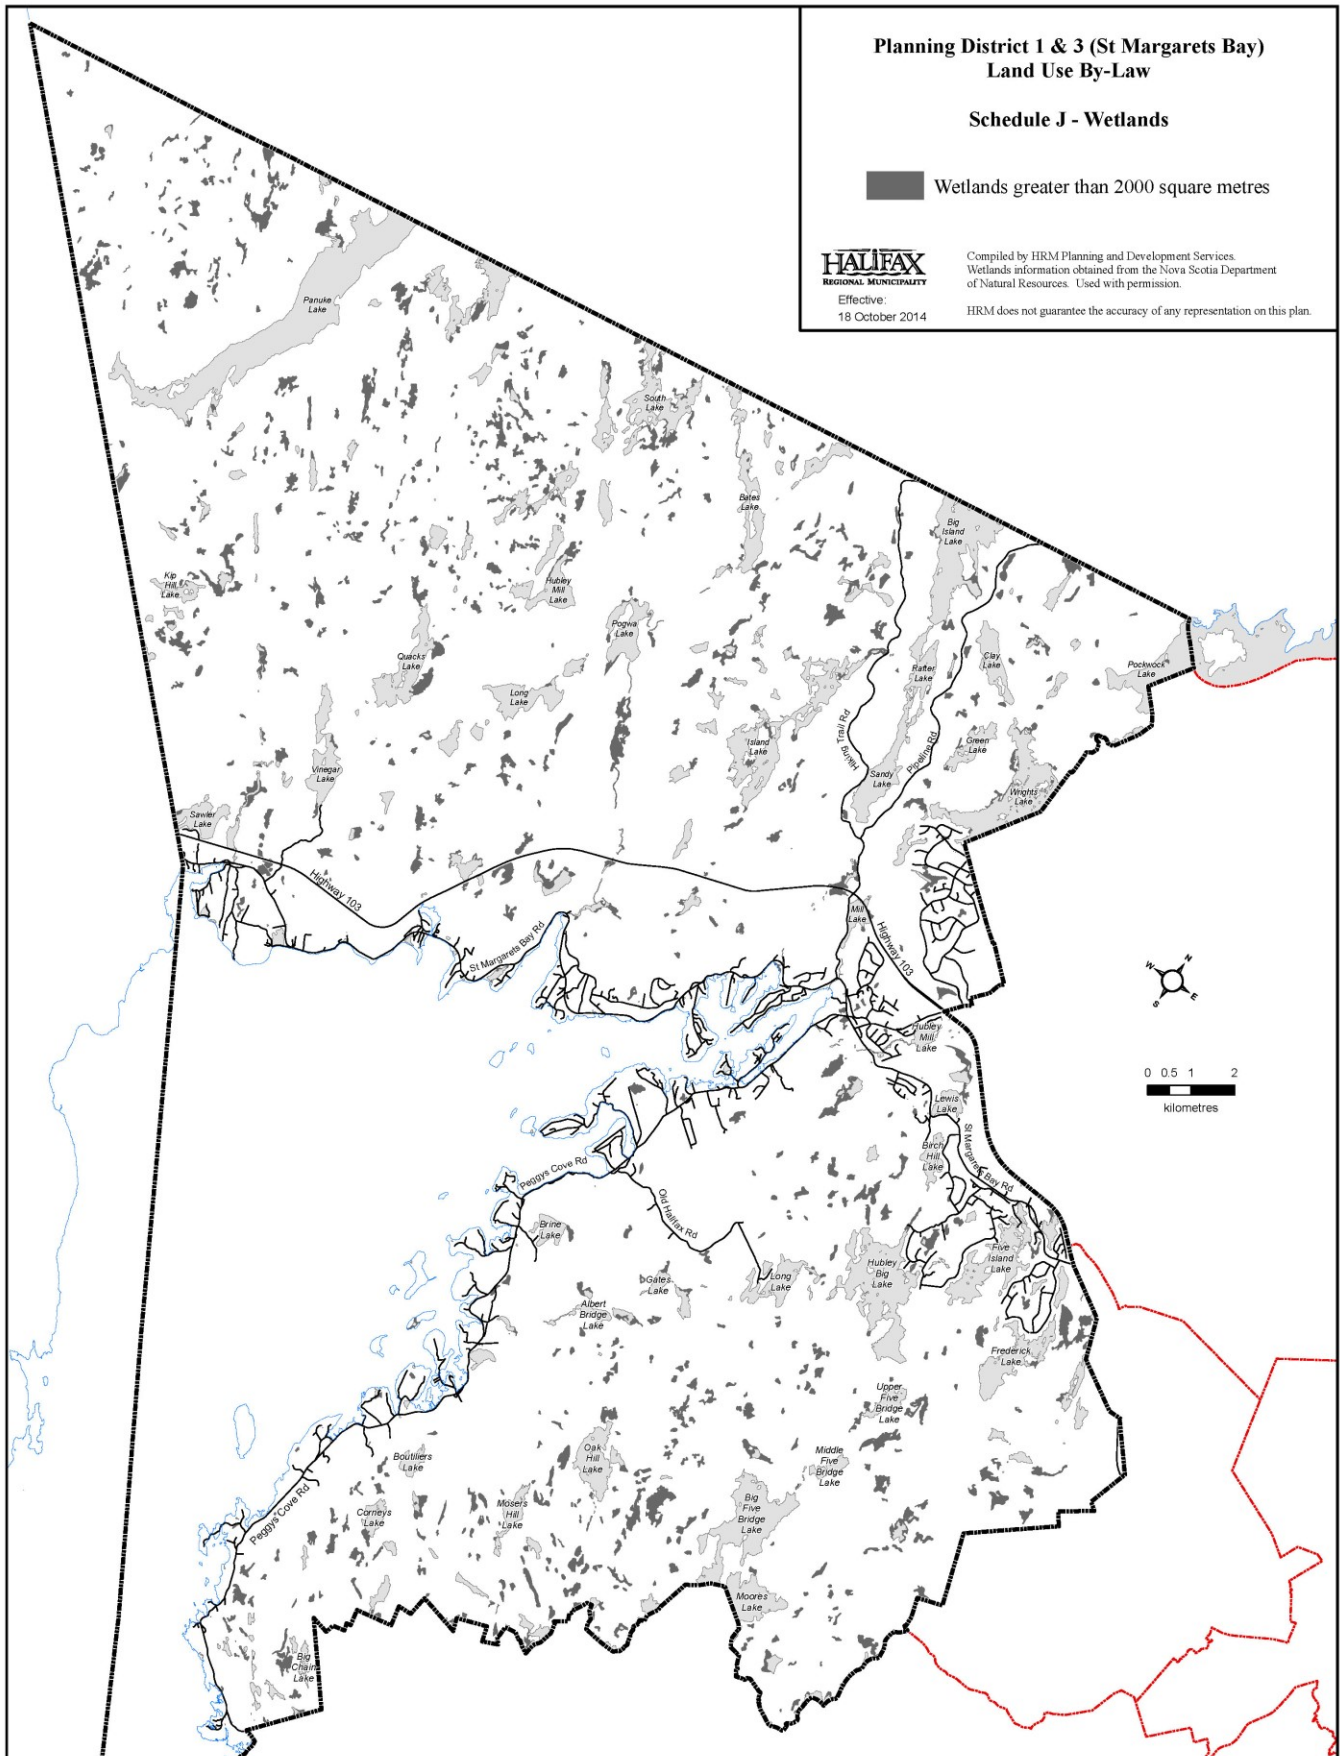 Planning District 1 & 3 (St Margarets Bay)
Land Use By-Law
Schedule J - Wetlands
Wetlands greater than 2000 square metres
HALIFAX
REGIONAL MUNICIPALITY
Effective:
18 October 2014
Compiled by HRM Planning and Development Services.
Wetlands information obtained from the Nova Scotia Department
of Natural Resources. Used with permission.
HRM does not guarantee the accuracy of any representation on this plan.
Panuke
Lake
South
Lake
Bates
Lake
Big
Island
Lake
Kip
Hill
Lake
Hubley
Mill
Lake
Pogwa
Lake
Quacks
Lake
Long
Lake
Rafter
Lake
Clay
Lake
Pockwock
Lake
Island
Lake
Hiking Trail Rd
Pipeline Rd
Green
Lake
Vinegar
Lake
Sandy
Lake
Wrights
Lake
Sawler
Lake
Highway 103
Mill
Lake
Highway 103
St Margarets Bay Rd
N
W
E
S
Hubley
Mill
Lake
0 0.5 1 2
kilometres
Lewis
Lake
Birch
Hill
Lake
St Margarets Bay Rd
Peggys Cove Rd
Old Halifax Rd
Brine
Lake
Five
Island
Lake
Hubley
Big
Lake
Gates
Lake
Long
Lake
Albert
Bridge
Lake
Frederick
Lake
Upper
Five
Bridge
Lake
Oak
Hill
Lake
Middle
Five
Bridge
Lake
Boutiliers
Lake
Peggys Cove Rd
Corneys
Lake
Mosers
Hill
Lake
Big
Five
Bridge
Lake
Moores
Lake
Big
Chain
Lake